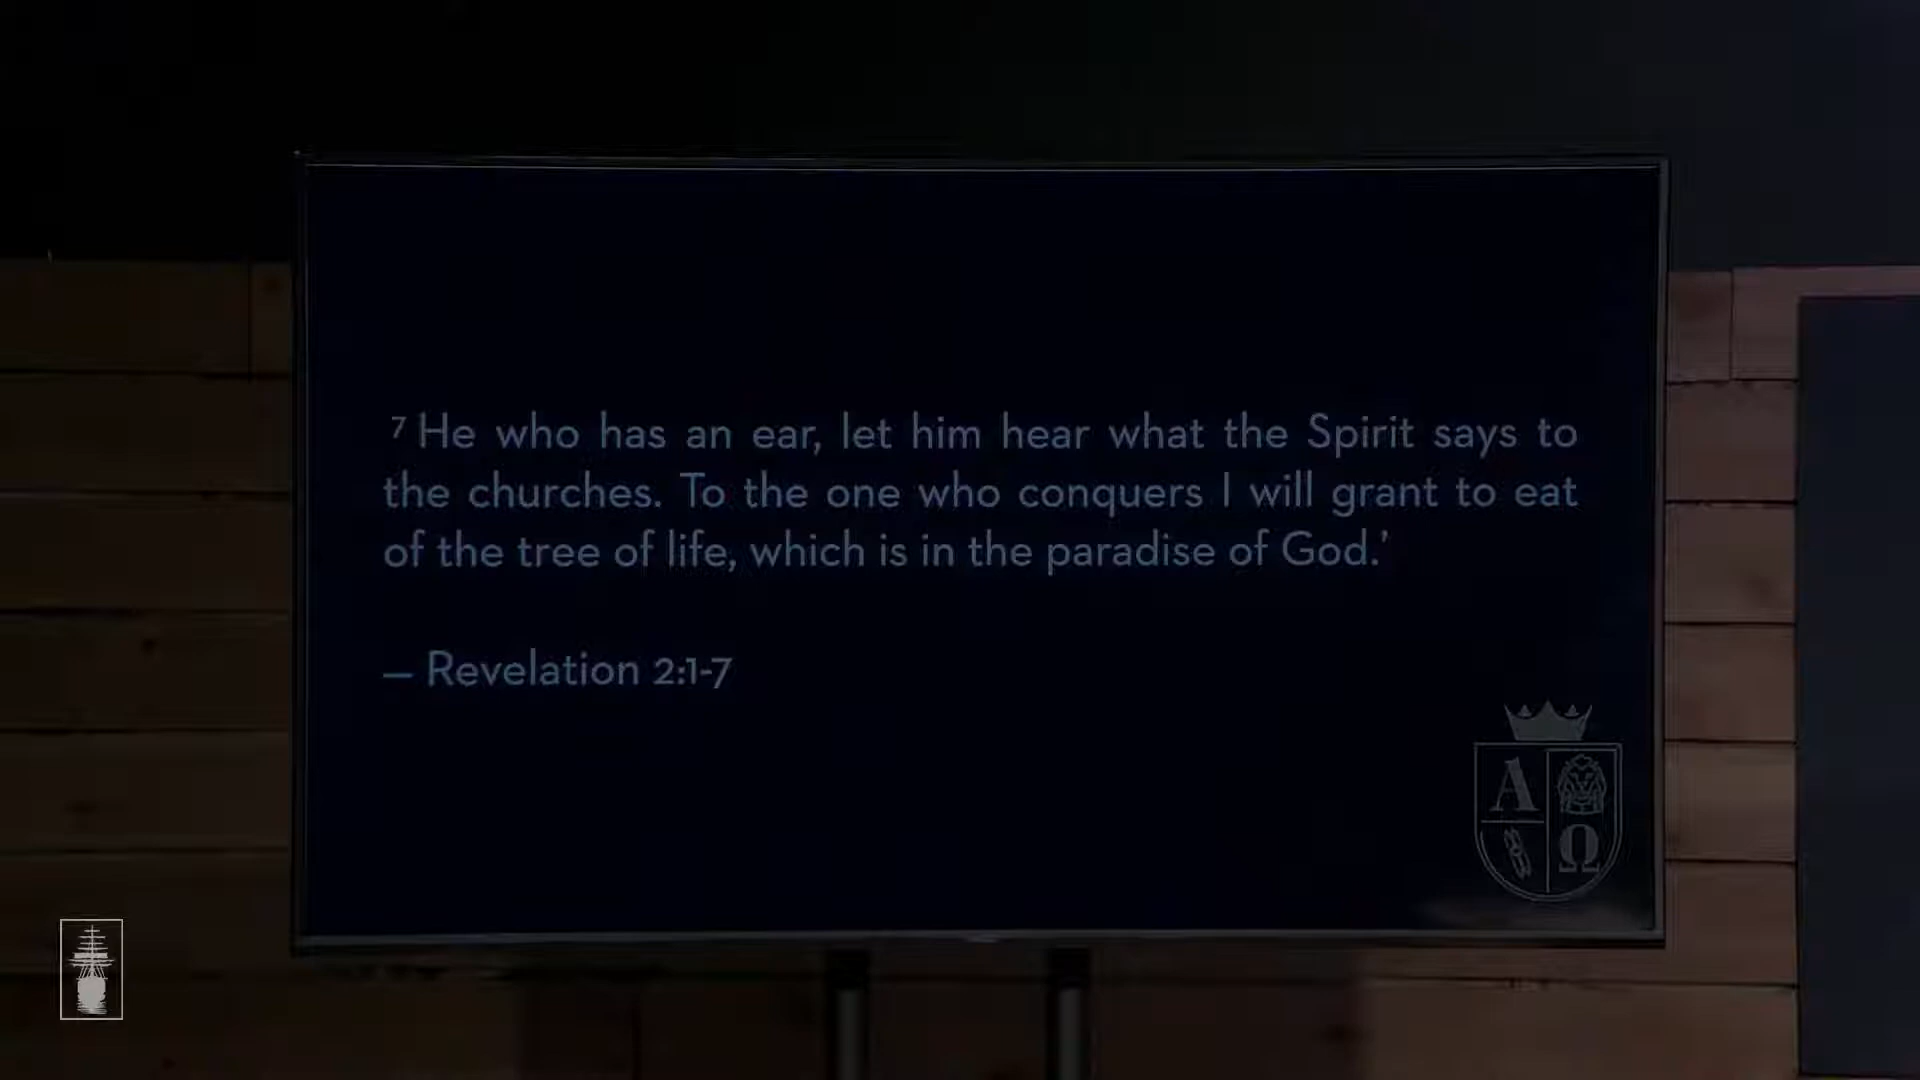 7 He who has an ear, let him hear what the Spirit says to
the churches. To the one who conquers I will grant to eat
of the tree of life, which is in the paradise of God.’
– Revelation 2:1-7
A
Ω